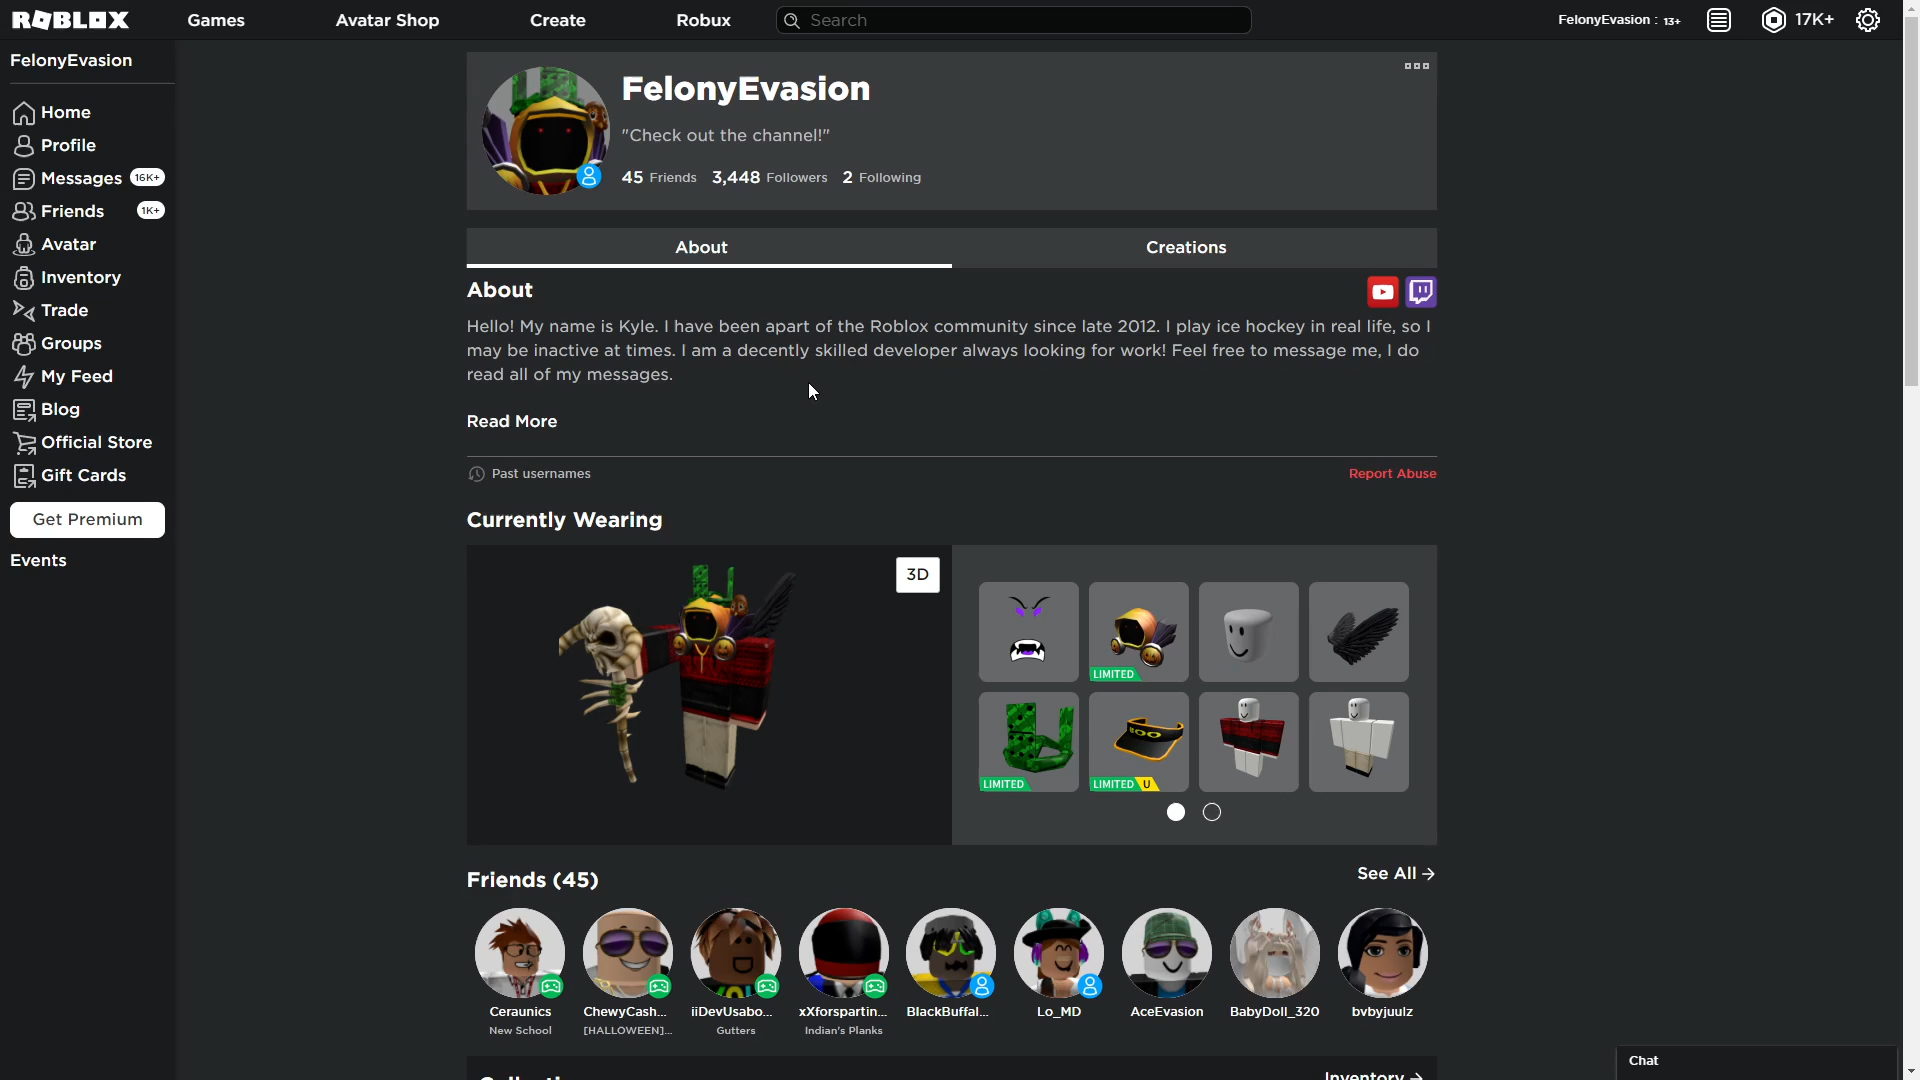 ROBLOX Games Avatar Shop Create Robux Search FelonyEvasion : 13+ 17K+
FelonyEvasion
Home
Profile
Messages 16K+
Friends 1K+
Avatar
Inventory
Trade
Groups
My Feed
Blog
Official Store
Gift Cards
Get Premium
Events
FelonyEvasion
"Check out the channel!"
45 Friends 3,448 Followers 2 Following
About Creations
About
Hello! My name is Kyle. I have been apart of the Roblox community since late 2012. I play ice hockey in real life, so I
may be inactive at times. I am a decently skilled developer always looking for work! Feel free to message me, I do
read all of my messages.
Read More
Past usernames Report Abuse
Currently Wearing
3D
LIMITED
LIMITED LIMITED U
Friends (45) See All
Ceraunics ChewyCash... iiDevUsabo... xXforspartin... BlackBuffal... Lo_MD AceEvasion BabyDoll_320 bvbyjuulz
New School [HALLOWEEN]... Gutters Indian's Planks
Inventory
Chat